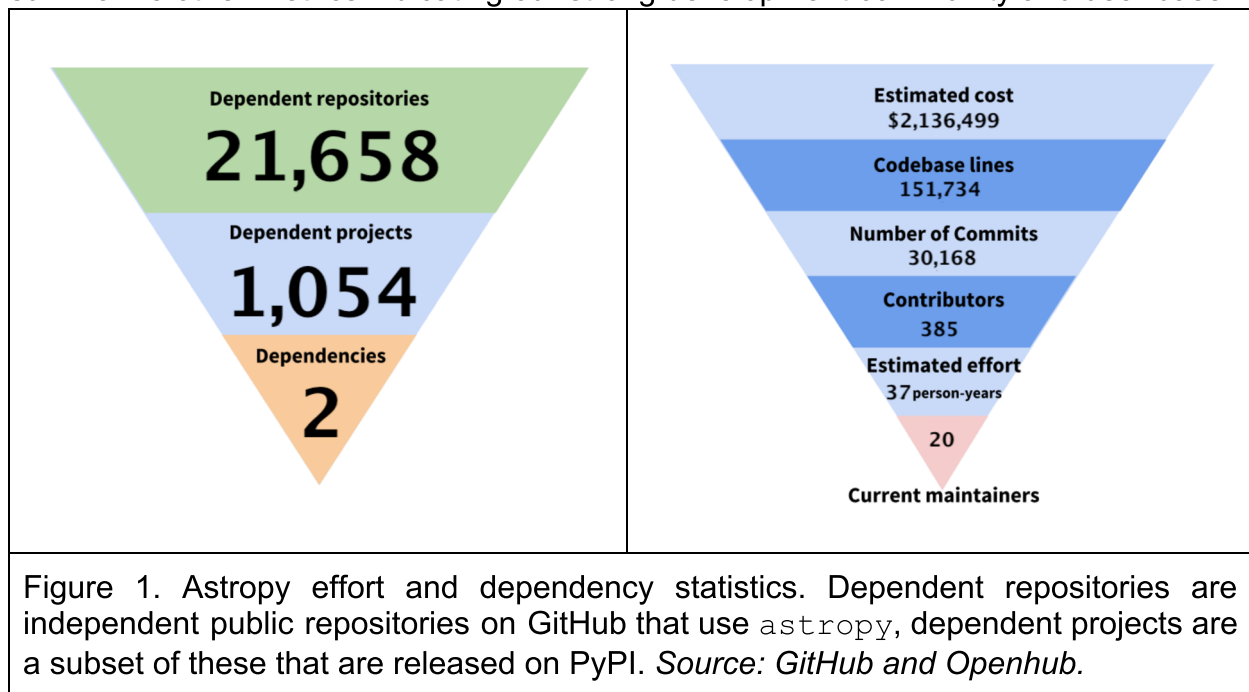 Dependent repositories
21,658
Dependent projects
1,054
Dependencies
2
Estimated cost
$2,136,499
Codebase lines
151,734
Number of Commits
30,168
Contributors
385
Estimated effort
37 person-years
20
Current maintainers
Figure 1. Astropy effort and dependency statistics. Dependent repositories are
independent public repositories on GitHub that use astropy, dependent projects are
a subset of these that are released on PyPI. Source: GitHub and Openhub.